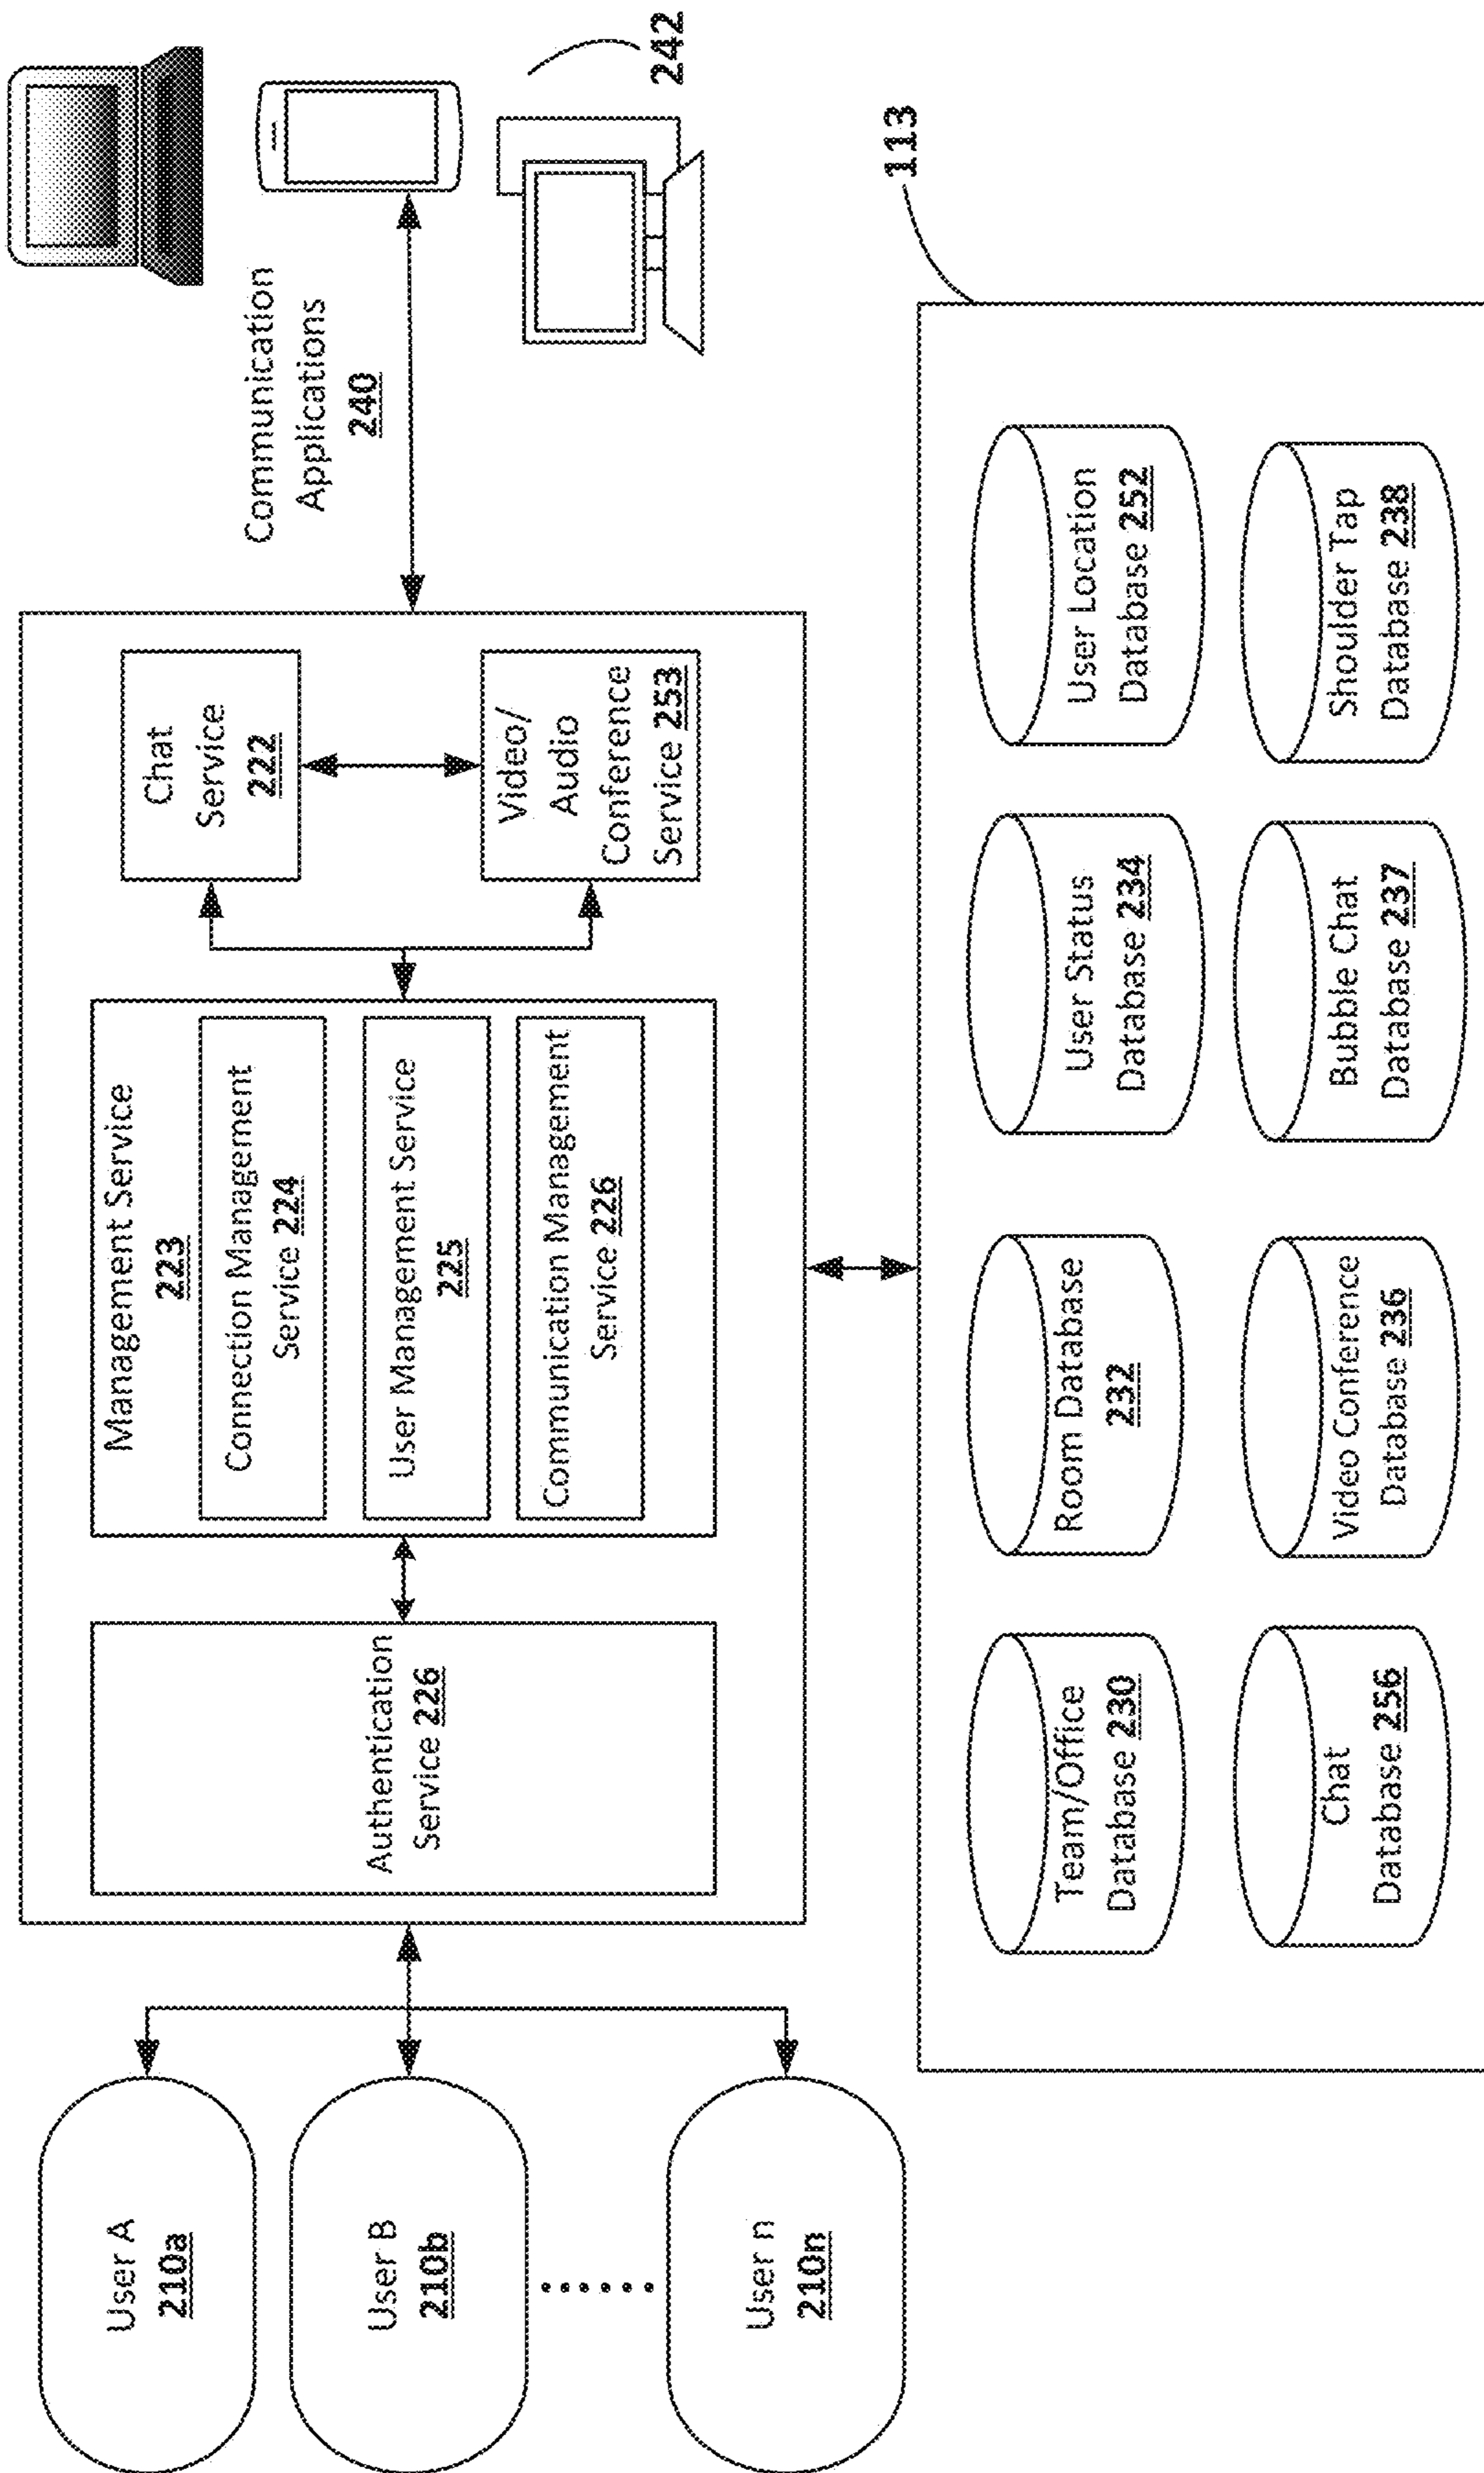 User A
210a
User B
210b
User n
210n
Authentication
Service 226
Management Service
223
Connection Management
Service 224
User Management Service
225
Communication Management
Service 226
Chat
Service
222
Video/
Audio
Conference
Service 253
Communication
Applications
240
242
113
Team/Office
Database 230
Room Database
232
User Status
Database 234
User Location
Database 252
Chat
Database 256
Video Conference
Database 236
Bubble Chat
Database 237
Shoulder Tap
Database 238